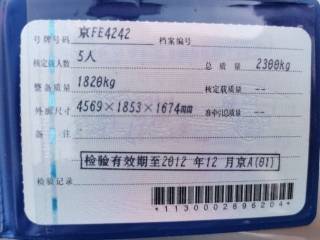 号牌号码 京FE4242 档案编号
核定载人数 5人 总质量 2300kg
整备质量 1820kg 核定载质量 --
外廓尺寸 4569×1853×1674mm 准牵引总质量 --
备注 -
检验有效期至2012 年 12 月京A(01)
检验记录
*1130002896204*